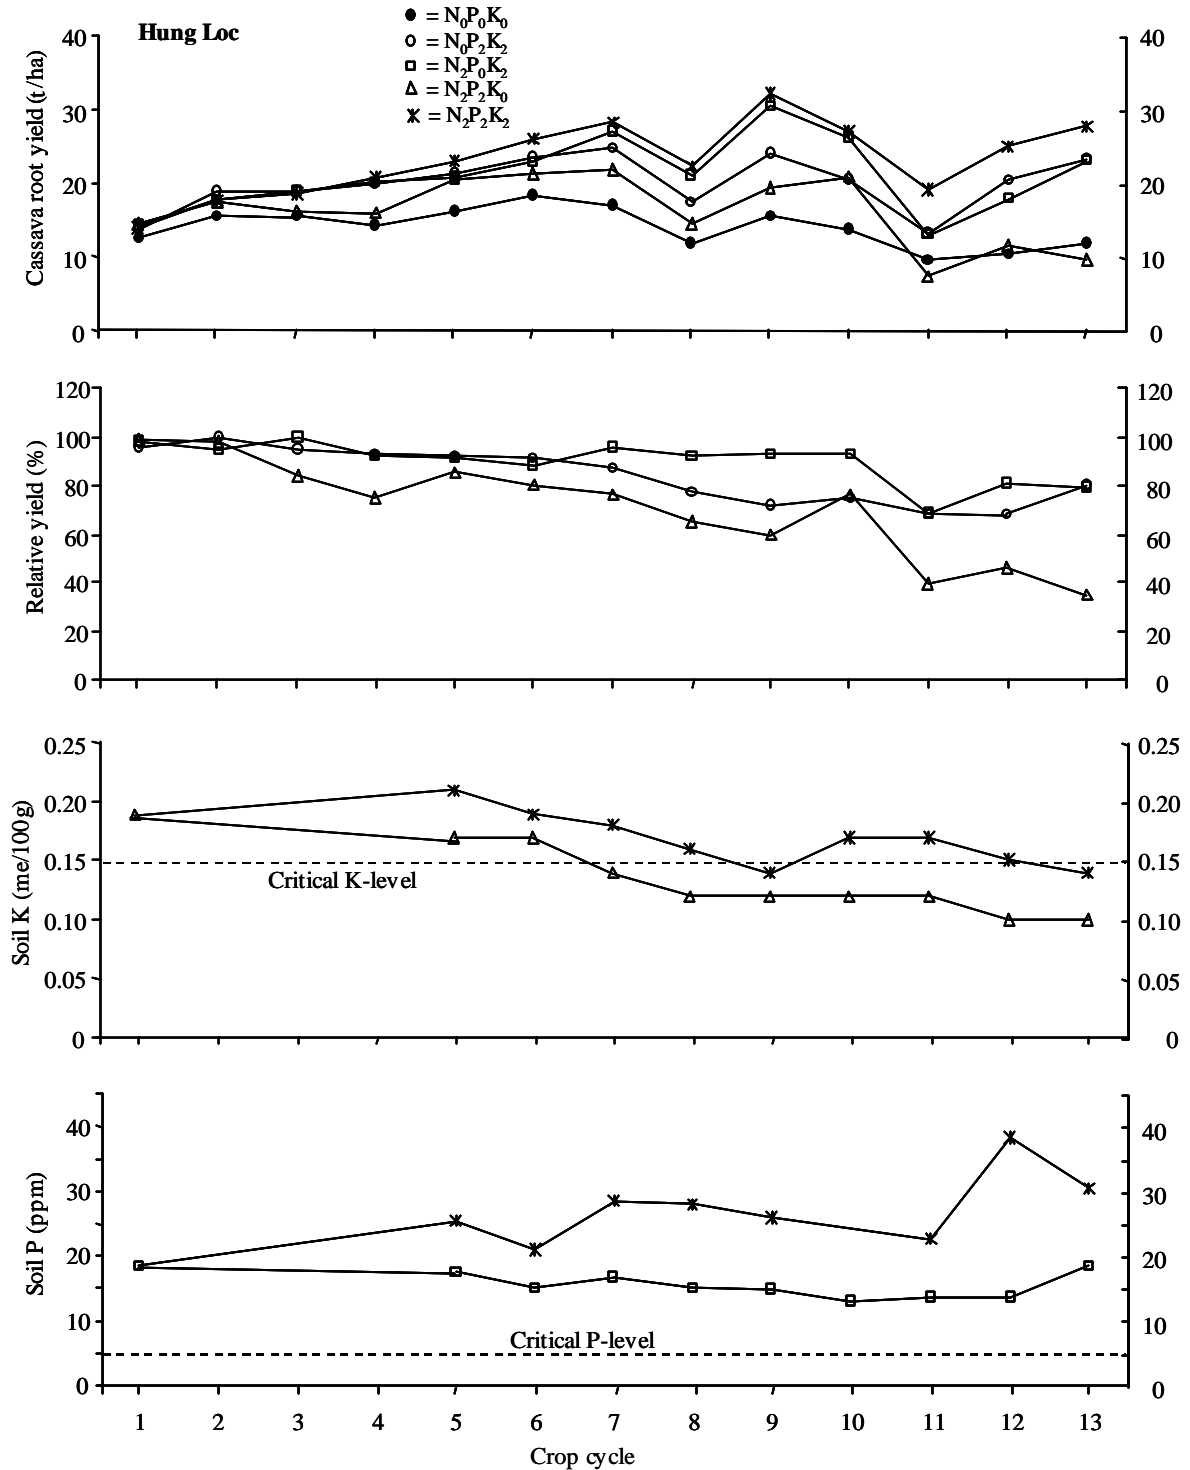 Hung Loc
= N₀P₀K₀
= N₀P₂K₂
= N₂P₀K₂
= N₂P₂K₀
= N₂P₂K₂
Cassava root yield (t/ha)
40 40
30 30
20 20
10 10
0 0
Relative yield (%)
120 120
100 100
80 80
60 60
40 40
20 20
0 0
Soil K (me/100g)
0.25 0.25
0.20 0.20
0.15 0.15
Critical K-level
0.10 0.10
0.05 0.05
0 0
Soil P (ppm)
40 40
30 30
20 20
10 10
Critical P-level
0 0
1 2 3 4 5 6 7 8 9 10 11 12 13
Crop cycle